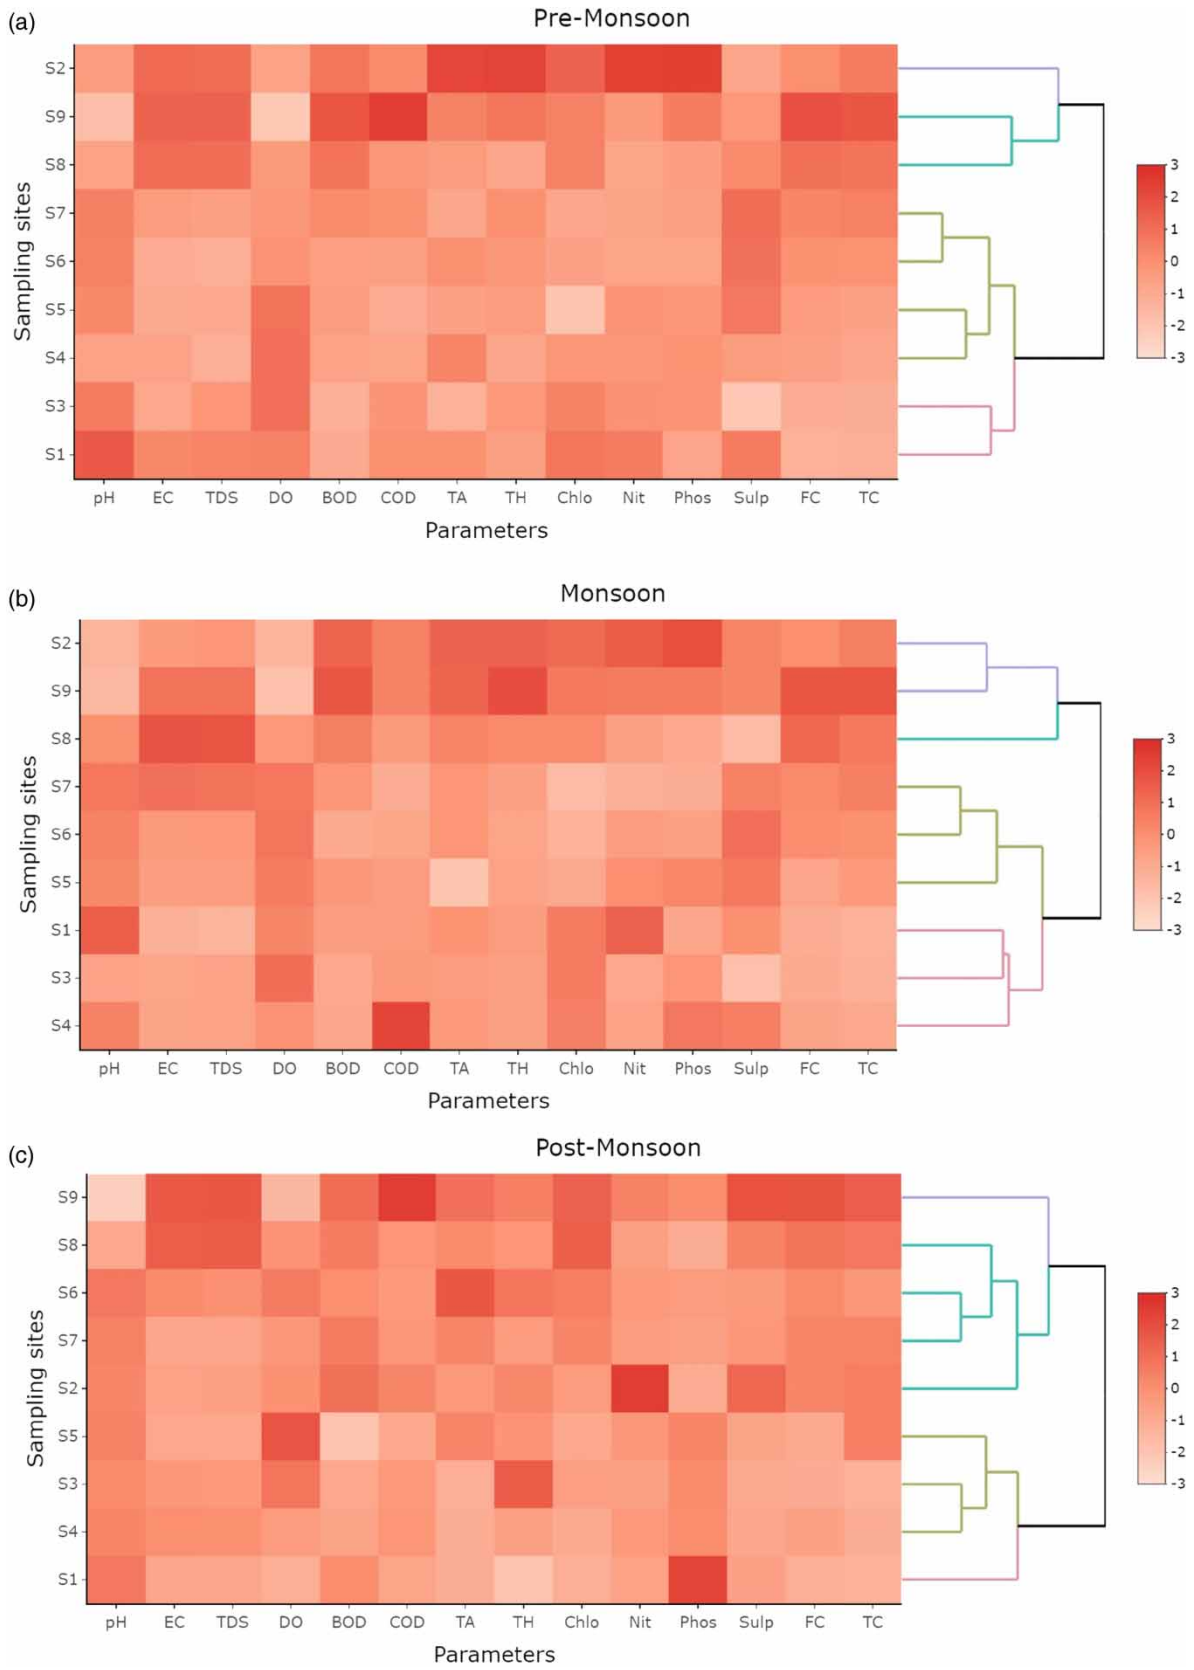 (a)
Pre-Monsoon
S2
S9
S8
S7
S6
S5
S4
S3
S1
Sampling sites
pH EC TDS DO BOD COD TA TH Chlo Nit Phos Sulp FC TC
Parameters
3
2
1
0
-1
-2
-3
(b)
Monsoon
S2
S9
S8
S7
S6
S5
S1
S3
S4
Sampling sites
pH EC TDS DO BOD COD TA TH Chlo Nit Phos Sulp FC TC
Parameters
3
2
1
0
-1
-2
-3
(c)
Post-Monsoon
S9
S8
S6
S7
S2
S5
S3
S4
S1
Sampling sites
pH EC TDS DO BOD COD TA TH Chlo Nit Phos Sulp FC TC
Parameters
3
2
1
0
-1
-2
-3